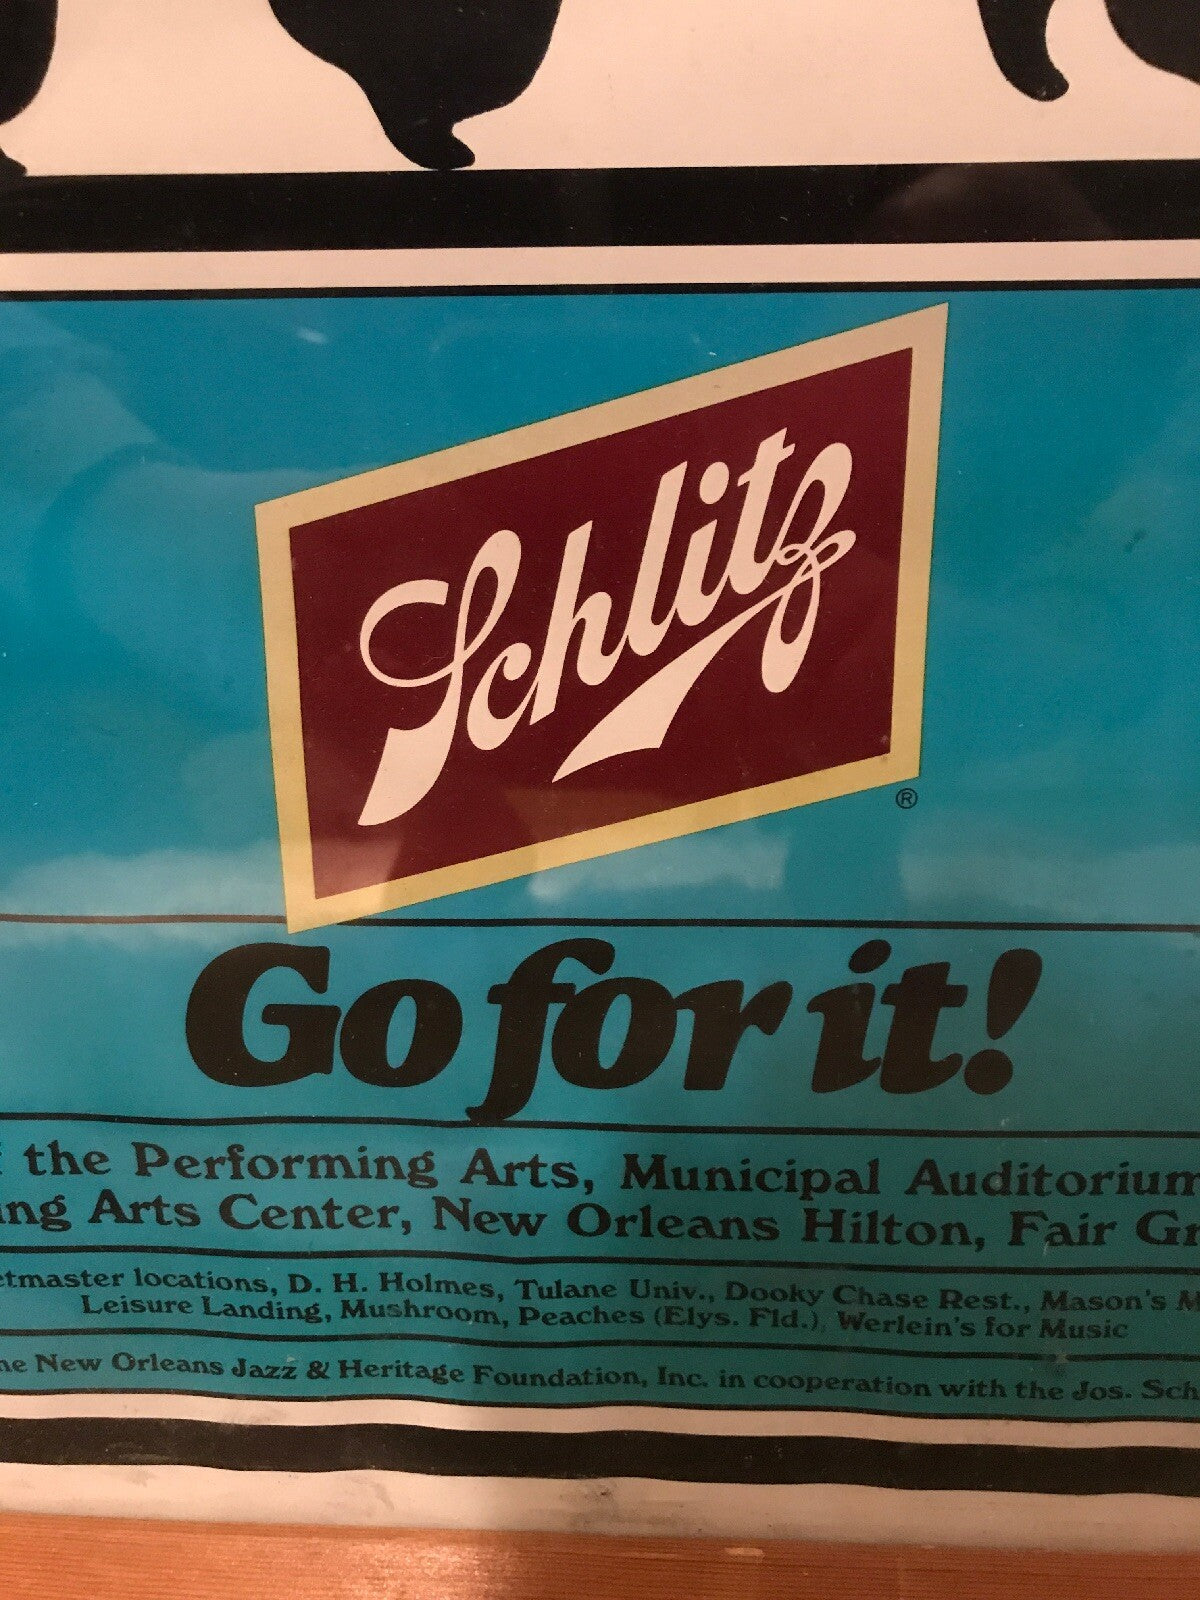 Schlitz
®
Go for it!
the Performing Arts, Municipal Auditorium
Arts Center, New Orleans Hilton, Fair
locations, D. H. Holmes, Tulane Univ., Dooky Chase Rest., Mason's
Leisure Landing, Mushroom, Peaches (Elys. Fld.), Werlein's for Music
New Orleans Jazz & Heritage Foundation, Inc. in cooperation with the Jos.